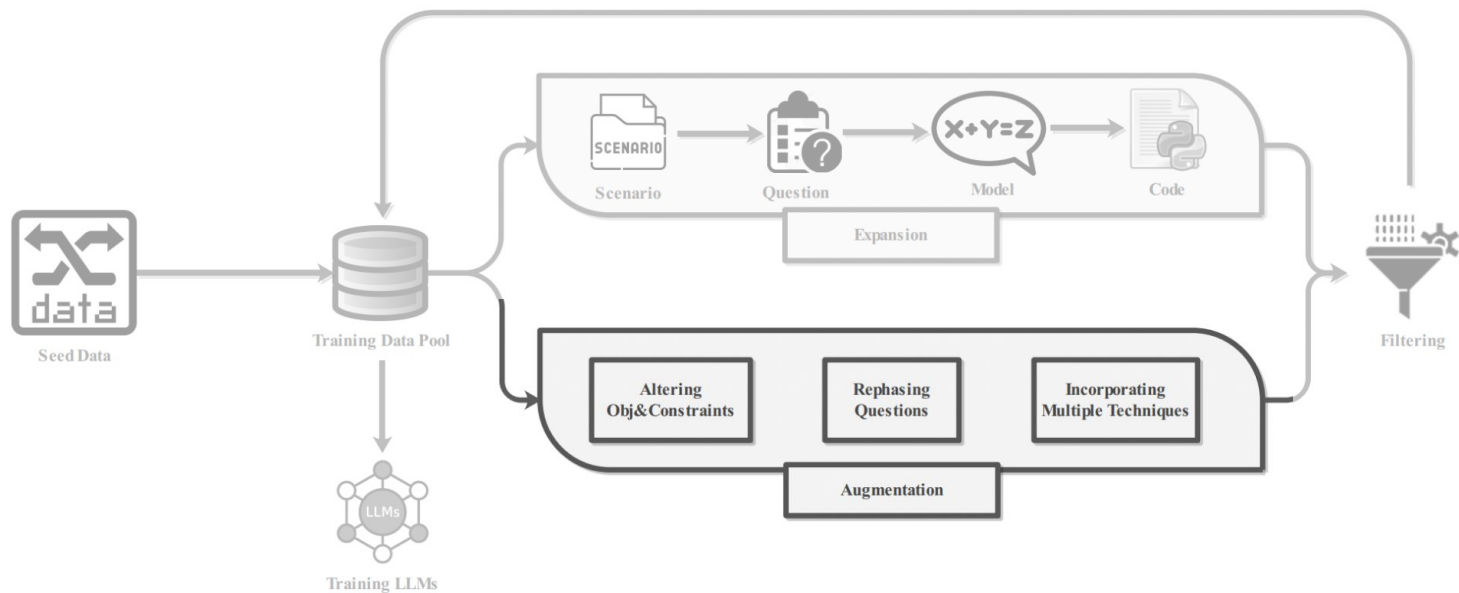 SCENARIO
X+Y=Z
?
Scenario
Question
Model
Code
Expansion
data
Seed Data
Training Data Pool
Filtering
Altering
Obj&Constraints
Rephasing
Questions
Incorporating
Multiple Techniques
Augmentation
LLMs
Training LLMs